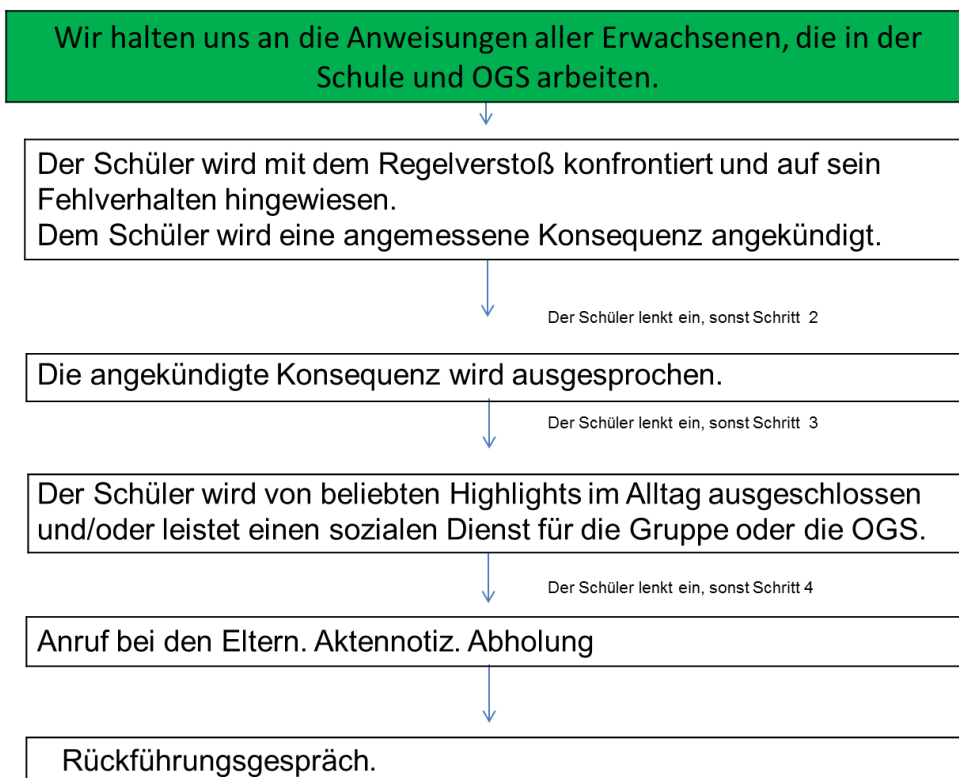 Wir halten uns an die Anweisungen aller Erwachsenen, die in der
Schule und OGS arbeiten.
Der Schüler wird mit dem Regelverstoß konfrontiert und auf sein
Fehlverhalten hingewiesen.
Dem Schüler wird eine angemessene Konsequenz angekündigt.
Der Schüler lenkt ein, sonst Schritt 2
Die angekündigte Konsequenz wird ausgesprochen.
Der Schüler lenkt ein, sonst Schritt 3
Der Schüler wird von beliebten Highlights im Alltag ausgeschlossen
und/oder leistet einen sozialen Dienst für die Gruppe oder die OGS.
Der Schüler lenkt ein, sonst Schritt 4
Anruf bei den Eltern. Aktennotiz. Abholung
Rückführungsgespräch.